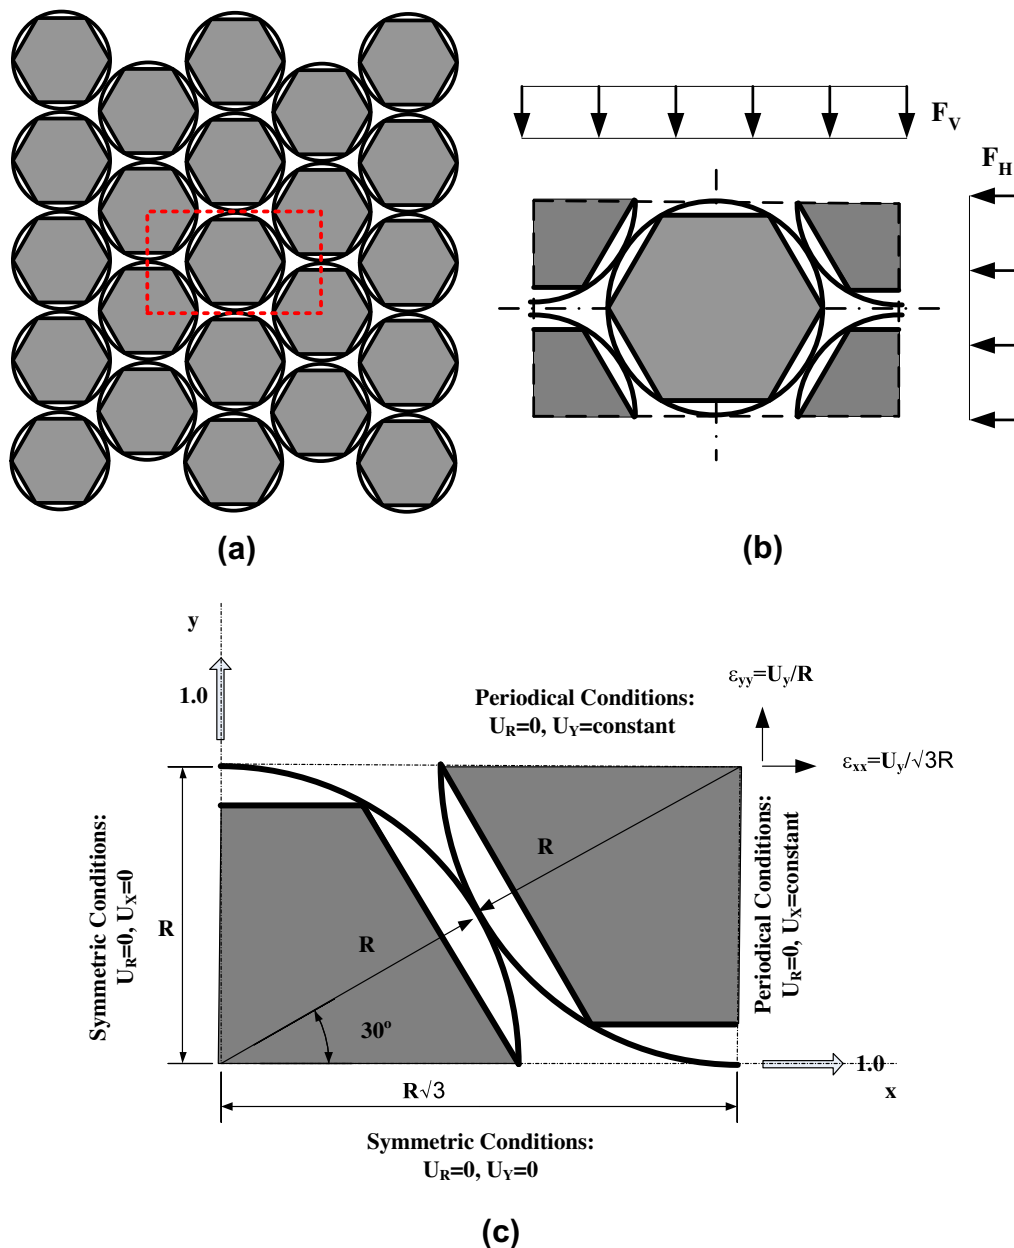 F_V
F_H
(a)
(b)
y
1.0
Periodical Conditions:
U_R=0, U_Y=constant
ε_yy=U_y/R
ε_xx=U_y/√3R
Symmetric Conditions:
U_R=0, U_X=0
R
R
R
30°
Periodical Conditions:
U_R=0, U_X=constant
1.0
x
R√3
Symmetric Conditions:
U_R=0, U_Y=0
(c)